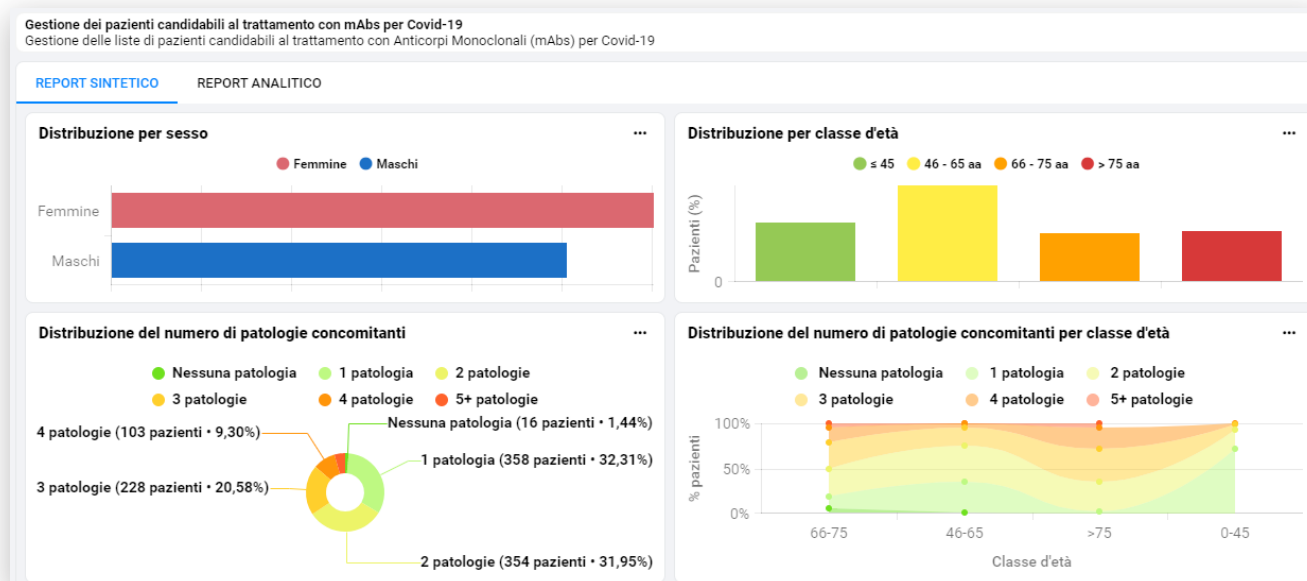 Gestione dei pazienti candidabili al trattamento con mAbs per Covid-19
Gestione delle liste di pazienti candidabili al trattamento con Anticorpi Monoclonali (mAbs) per Covid-19
REPORT SINTETICO
REPORT ANALITICO
Distribuzione per sesso
Femmine
Maschi
Femmine
Maschi
Distribuzione per classe d'età
≤ 45
46 - 65 aa
66 - 75 aa
> 75 aa
Pazienti (%)
0
Distribuzione del numero di patologie concomitanti
Nessuna patologia
1 patologia
2 patologie
3 patologie
4 patologie
5+ patologie
Nessuna patologia (16 pazienti • 1,44%)
4 patologie (103 pazienti • 9,30%)
1 patologia (358 pazienti • 32,31%)
3 patologie (228 pazienti • 20,58%)
2 patologie (354 pazienti • 31,95%)
Distribuzione del numero di patologie concomitanti per classe d'età
Nessuna patologia
1 patologia
2 patologie
3 patologie
4 patologie
5+ patologie
% pazienti
100%
50%
0%
66-75
46-65
>75
0-45
Classe d'età